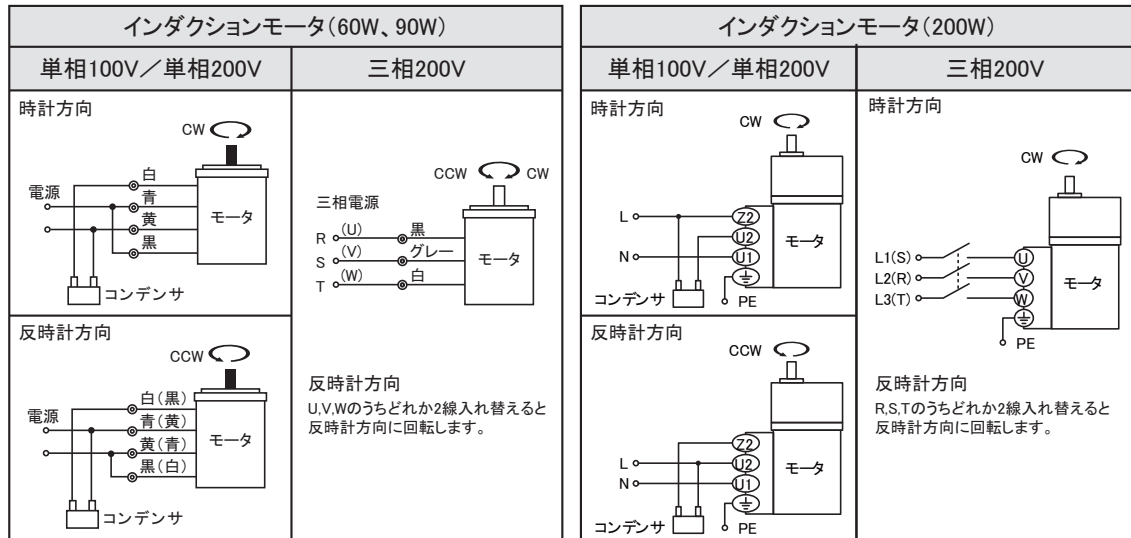 インダクションモータ(60W、90W)
単相100V／単相200V
三相200V
時計方向
CW
白
電源
青
黄
黒
モータ
コンデンサ
反時計方向
CCW
白(黒)
電源
青(黄)
黄(青)
黒(白)
モータ
コンデンサ
CCW CW
三相電源
R (U) 黒
S (V) グレー
T (W) 白
モータ
反時計方向
U,V,Wのうちどれか2線入れ替えると
反時計方向に回転します。
インダクションモータ(200W)
単相100V／単相200V
三相200V
時計方向
CW
L
Z2
U2
N
U1
モータ
コンデンサ
PE
反時計方向
CCW
Z2
L
U2
N
U1
モータ
コンデンサ
PE
時計方向
CW
L1(S) U
L2(R) V
L3(T) W
モータ
PE
反時計方向
R,S,Tのうちどれか2線入れ替えると
反時計方向に回転します。